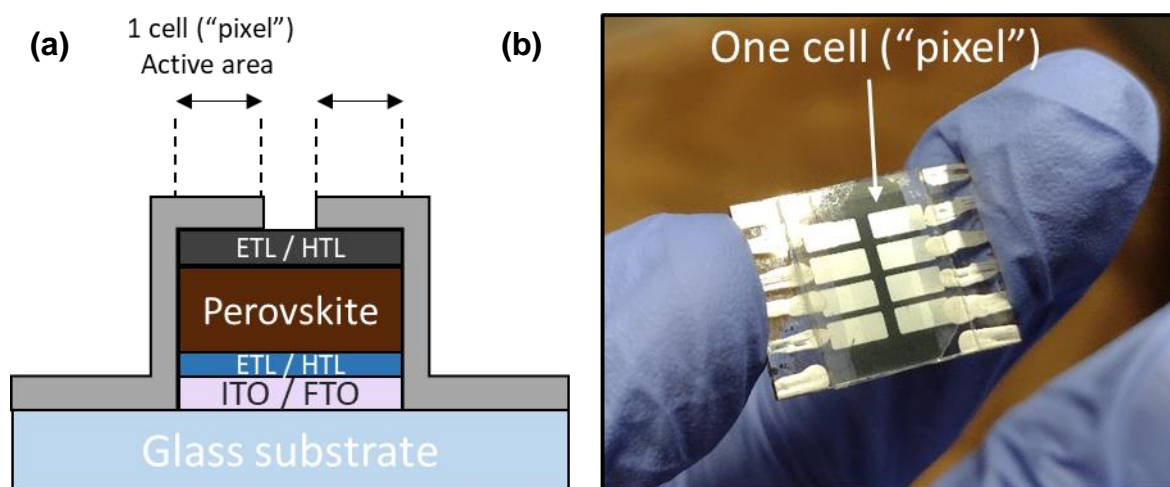 (a)
1 cell (“pixel”)
Active area
ETL / HTL
Perovskite
ETL / HTL
ITO / FTO
Glass substrate
(b)
One cell (“pixel”)